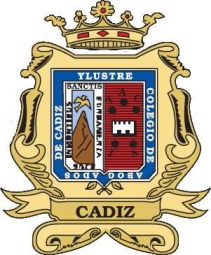 YLUSTRE
COLEGIO DE
ABOGADOS
DE CADIZ
SANCTIS
CADIZ